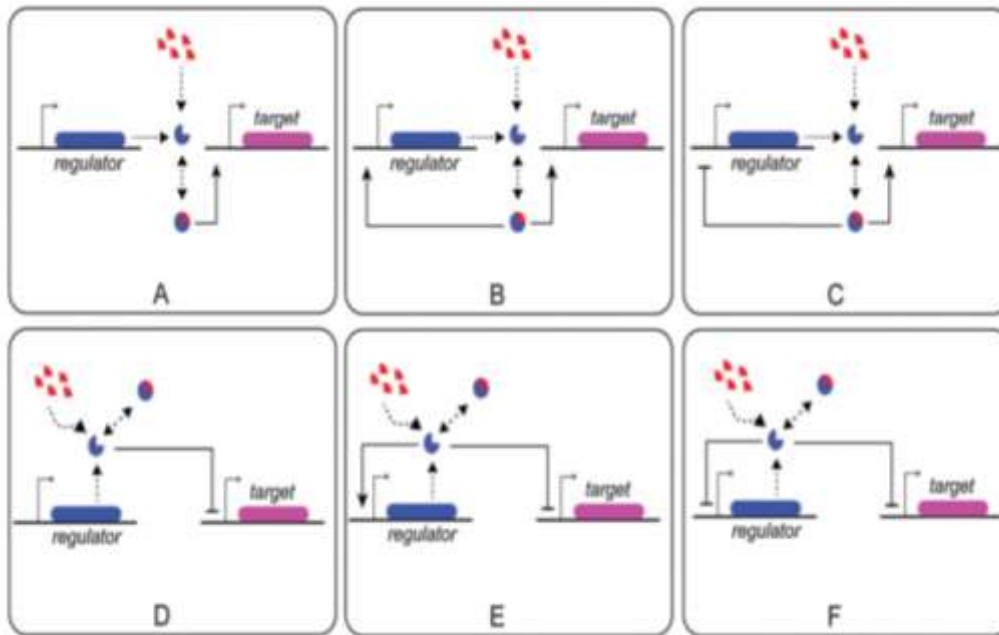 target target target
regulator regulator regulator
A B C
target target target
regulator regulator regulator
D E F